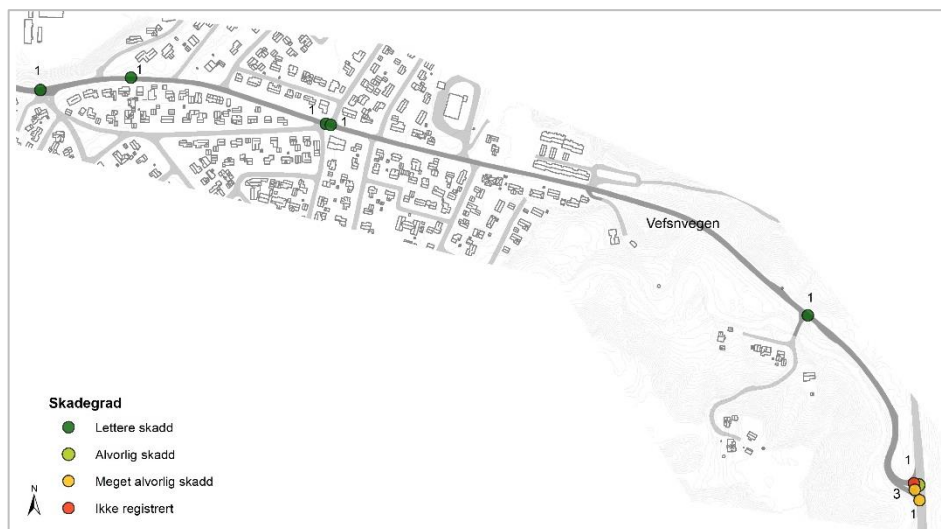 1
1
1
1
Vefsnvegen
1
Skadegrad
Lettere skadd
Alvorlig skadd
Meget alvorlig skadd
Ikke registrert
N
1
3
1